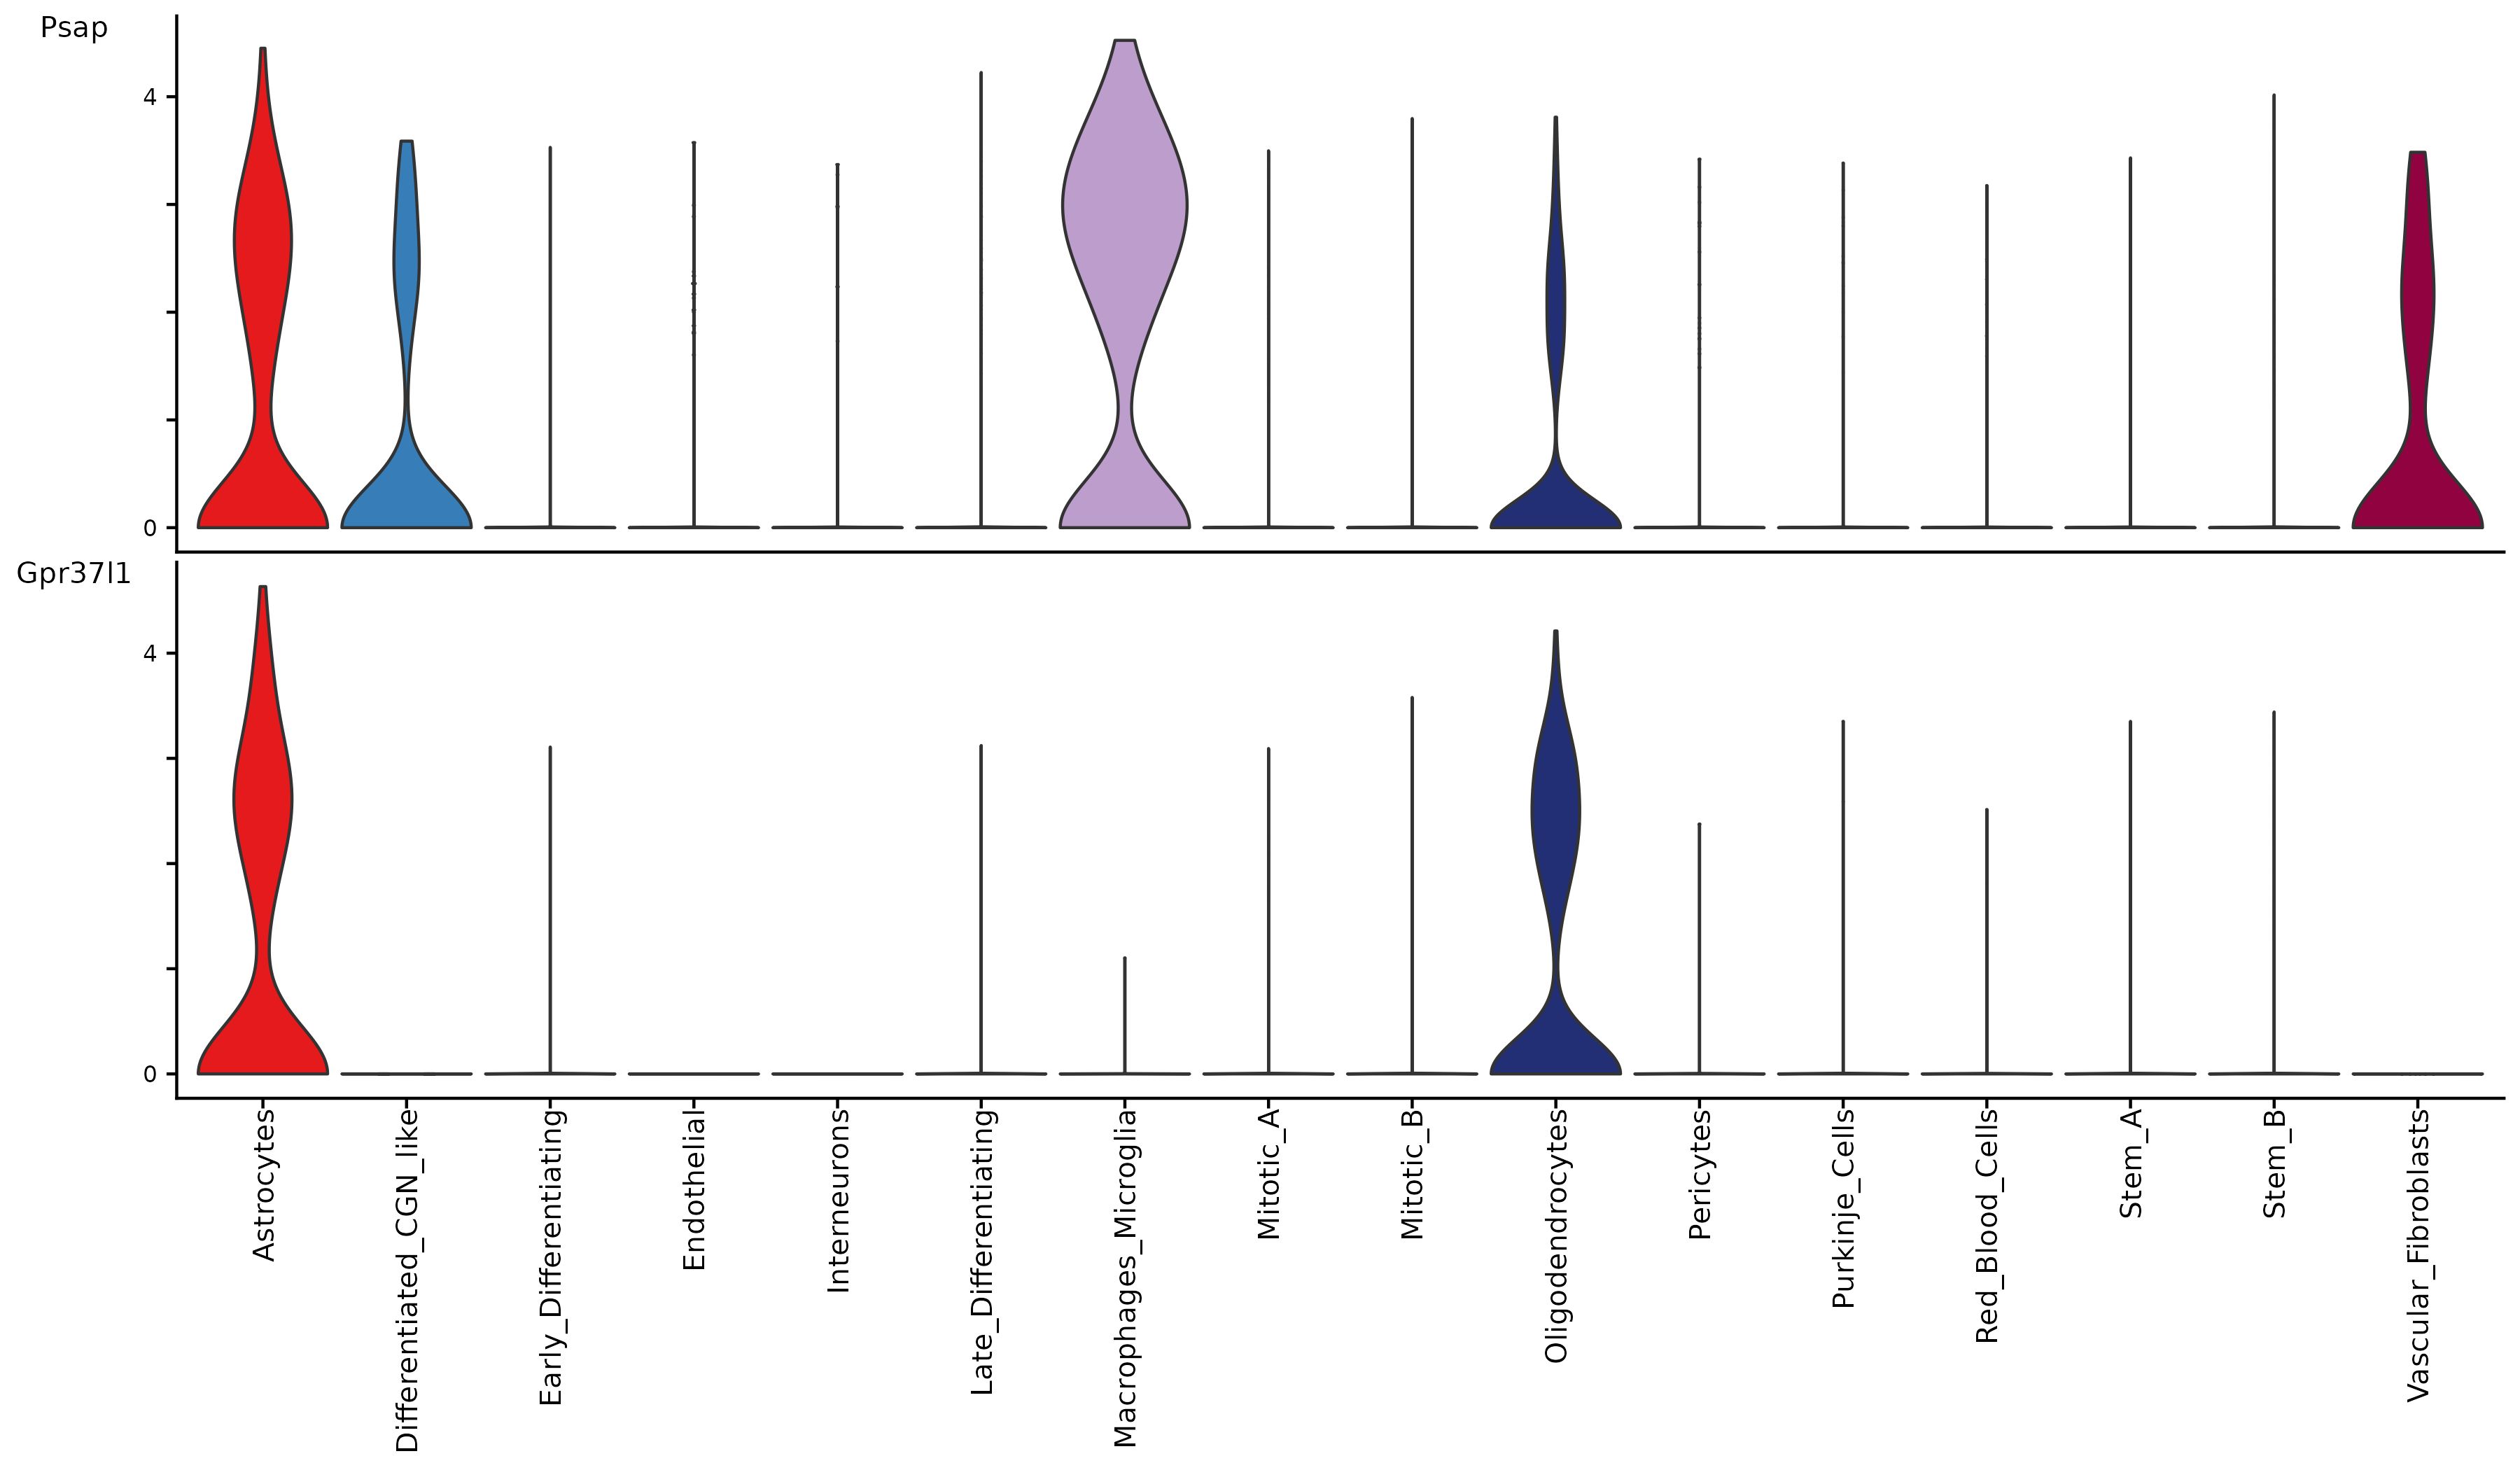 Psap
4
0
Gpr37l1
4
0
Astrocytes
Differentiated_CGN_like
Early_Differentiating
Endothelial
Interneurons
Late_Differentiating
Macrophages_Microglia
Mitotic_A
Mitotic_B
Oligodendrocytes
Pericytes
Purkinje_Cells
Red_Blood_Cells
Stem_A
Stem_B
Vascular_Fibroblasts